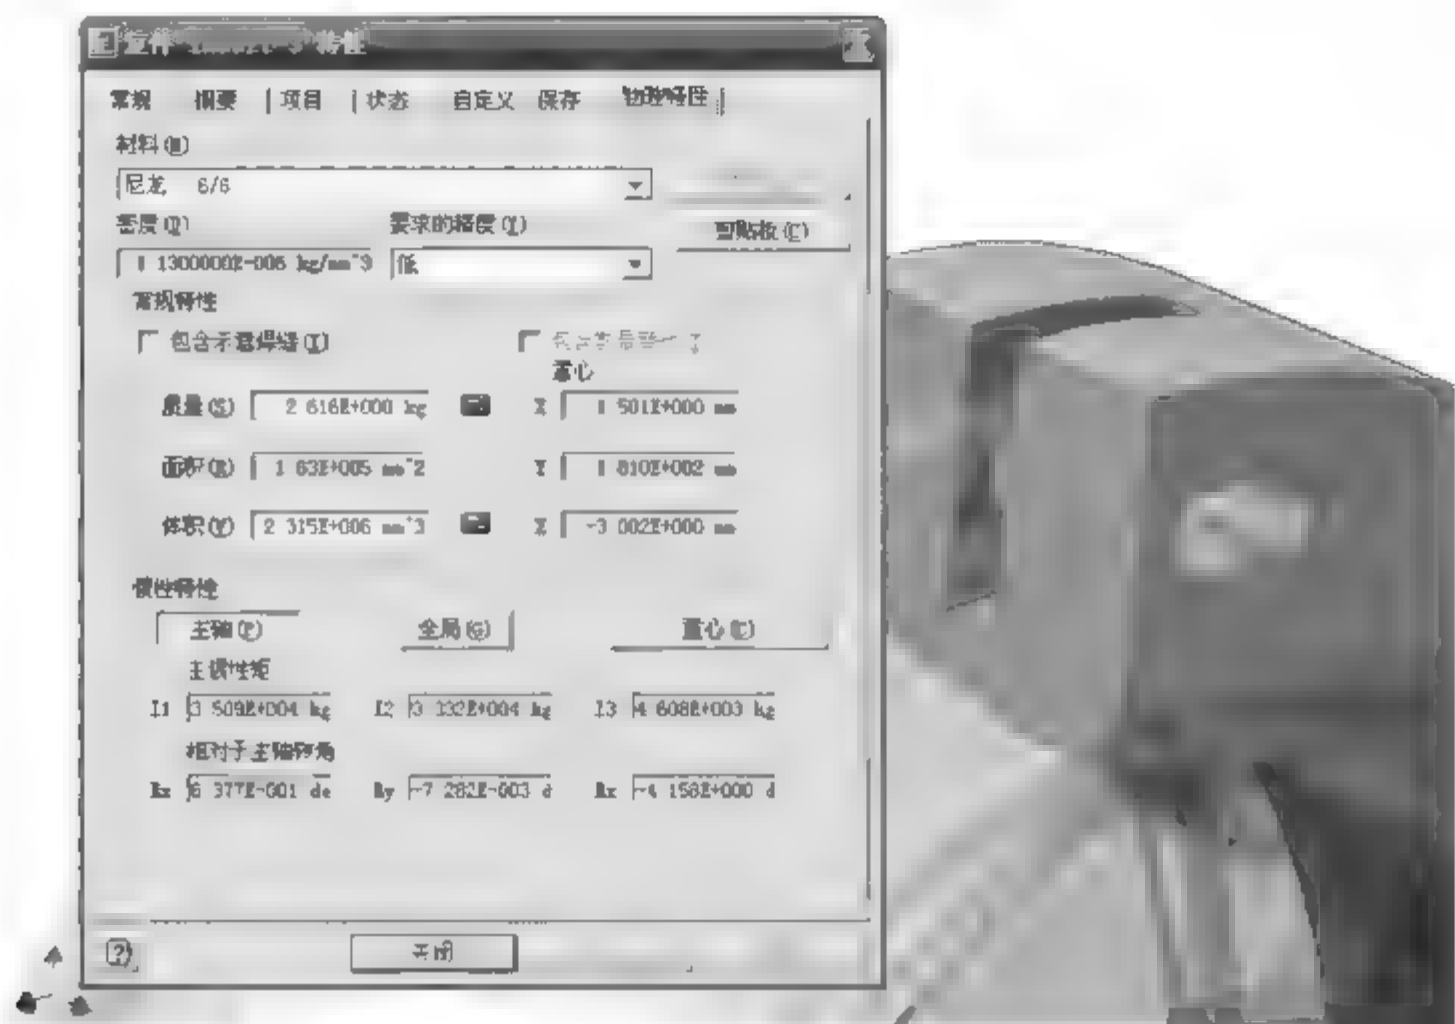 常规 摘要 项目 状态 自定义 保存 物理特性
材料(M)
尼龙 6/6
密度(D) 要求的精度(Y)
剪贴板(C)
1 1300000E-006 kg/mm^3 低
常规特性
包含示意焊缝(I)
重心
质量(S) 2 616E+000 kg X 1 501E+000 mm
面积(R) 1 63E+005 mm^2 Y 1 810E+002 mm
体积(V) 2 315E+006 mm^3 Z -3 002E+000 mm
惯性特性
主轴(P) 全局(G) 重心(E)
主惯性矩
I1 3 509E+004 kg I2 3 332E+004 kg I3 4 608E+003 kg
相对于主轴转角
Rx 6 377E-001 de Ry -7 282E-003 d Rz -4 158E+000 d
?
关闭